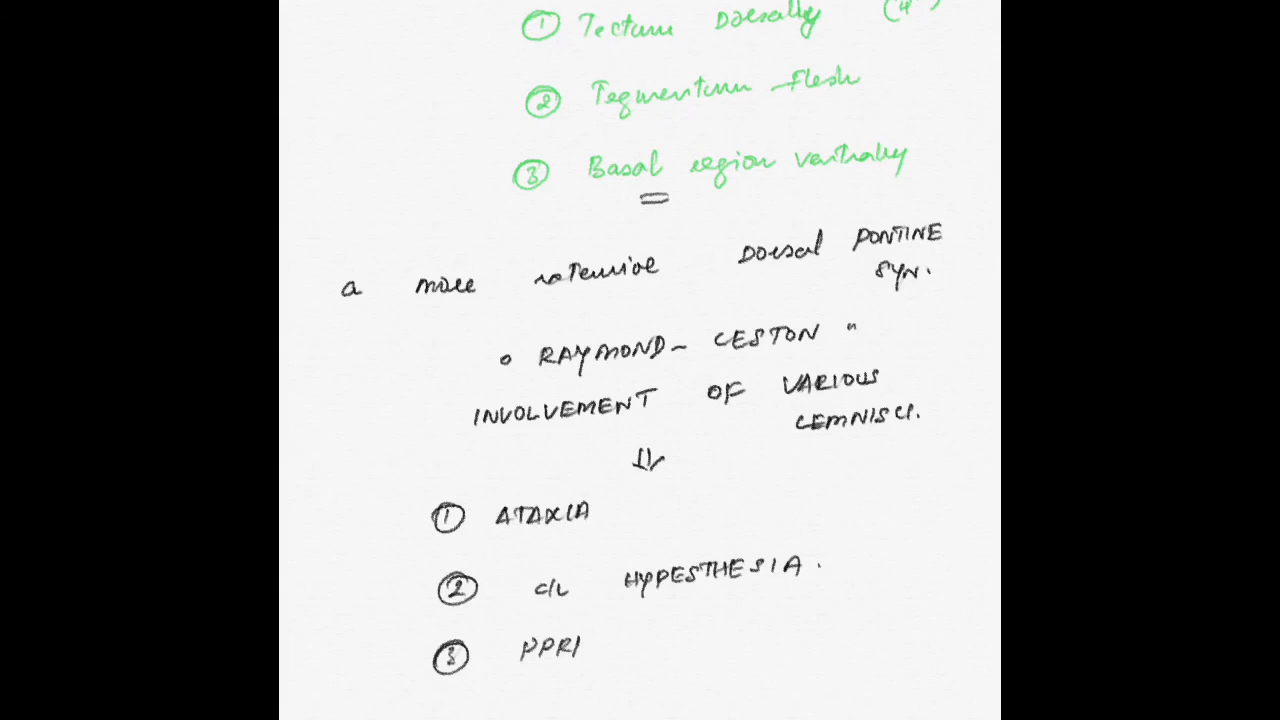 ① Tectum Dorsally
② Tegmentum - Flesh
③ Basal region ventrally
a more extensive Dorsal PONTINE
SYN.
RAYMOND- CESTON "
INVOLVEMENT OF VARIOUS
LEMNISCI.
① ATAXIA
② C/L HYPESTHESIA.
③ PPR